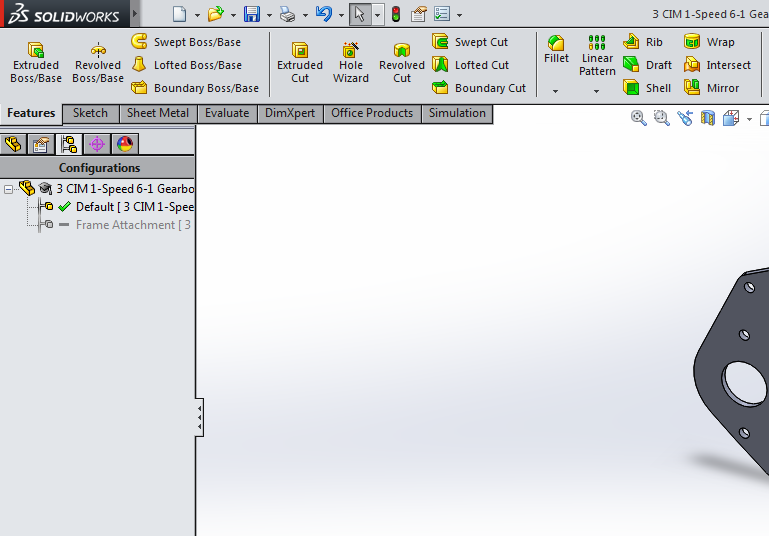 SOLIDWORKS
3 CIM 1-Speed 6-1 Gea
Extruded Boss/Base
Revolved Boss/Base
Swept Boss/Base
Lofted Boss/Base
Boundary Boss/Base
Extruded Cut
Hole Wizard
Revolved Cut
Swept Cut
Lofted Cut
Boundary Cut
Fillet
Linear Pattern
Rib
Draft
Shell
Wrap
Intersect
Mirror
Features
Sketch
Sheet Metal
Evaluate
DimXpert
Office Products
Simulation
Configurations
3 CIM 1-Speed 6-1 Gearbo
Default [ 3 CIM 1-Spee
Frame Attachment [ 3